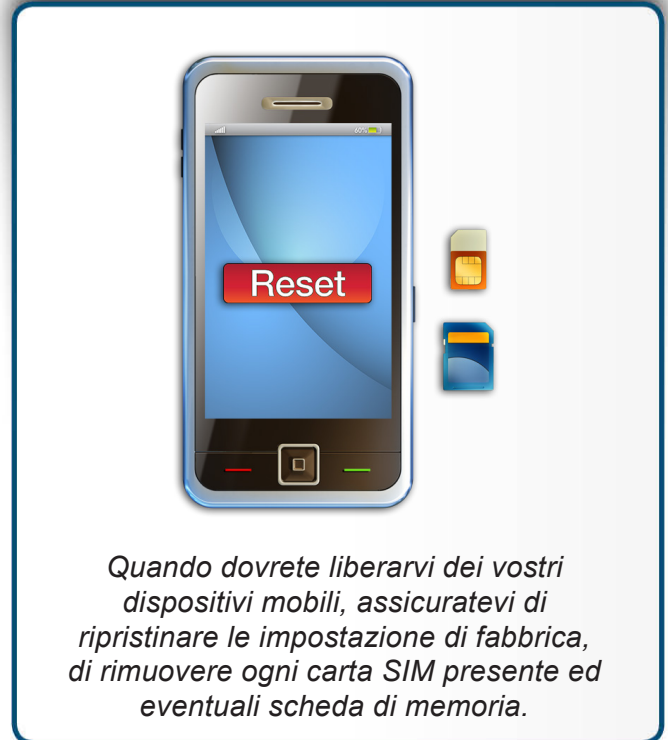 60%
Reset
Quando dovrete liberarvi dei vostri
dispositivi mobili, assicuratevi di
ripristinare le impostazione di fabbrica,
di rimuovere ogni carta SIM presente ed
eventuali scheda di memoria.